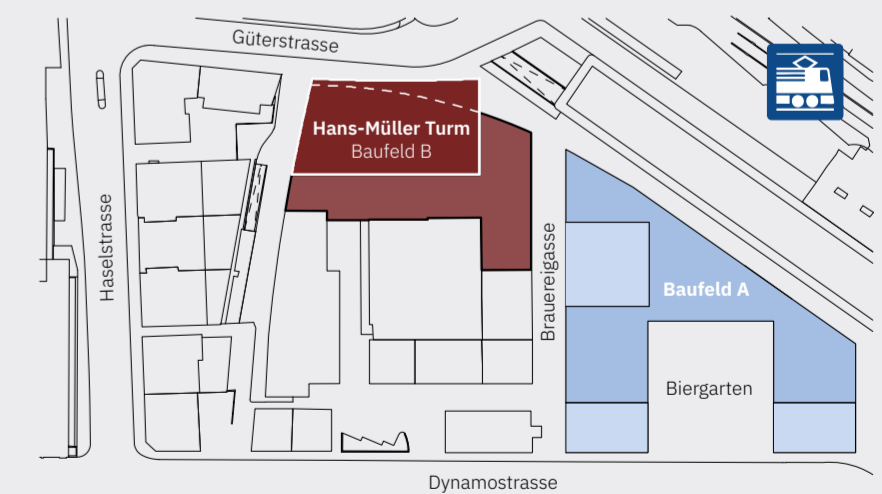 Güterstrasse
Hans-Müller Turm
Baufeld B
Haselstrasse
Brauereigasse
Baufeld A
Biergarten
Dynamostrasse